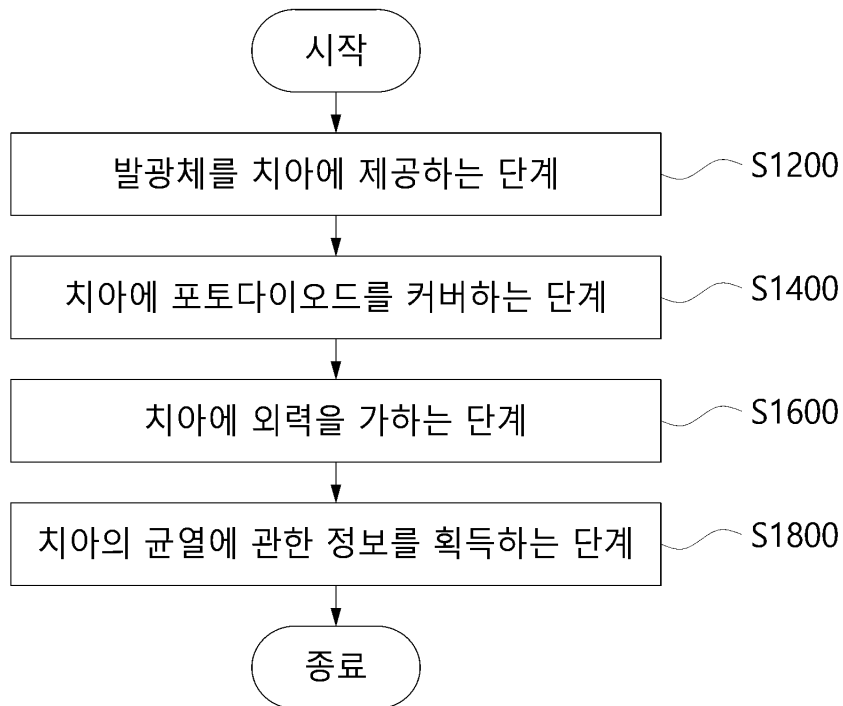 시작
발광체를 치아에 제공하는 단계
S1200
치아에 포토다이오드를 커버하는 단계
S1400
치아에 외력을 가하는 단계
S1600
치아의 균열에 관한 정보를 획득하는 단계
S1800
종료